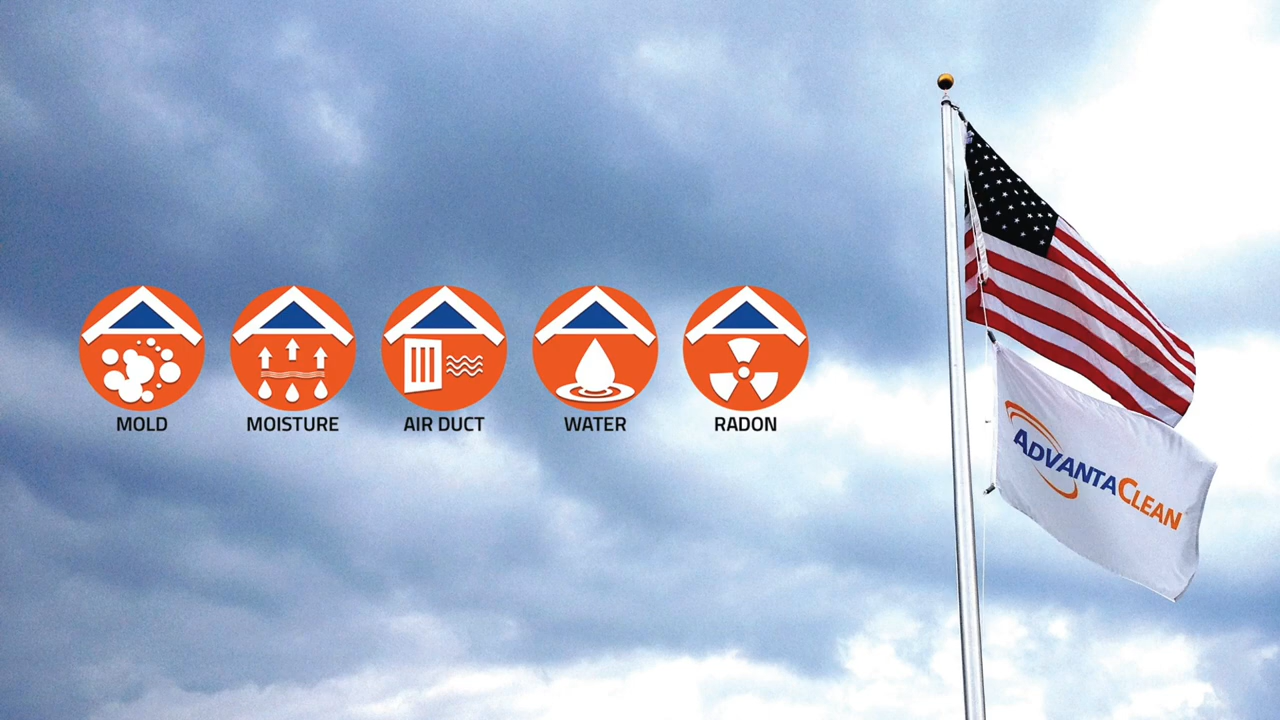 MOLD
MOISTURE
AIR DUCT
WATER
RADON
ADVANTACLEAN